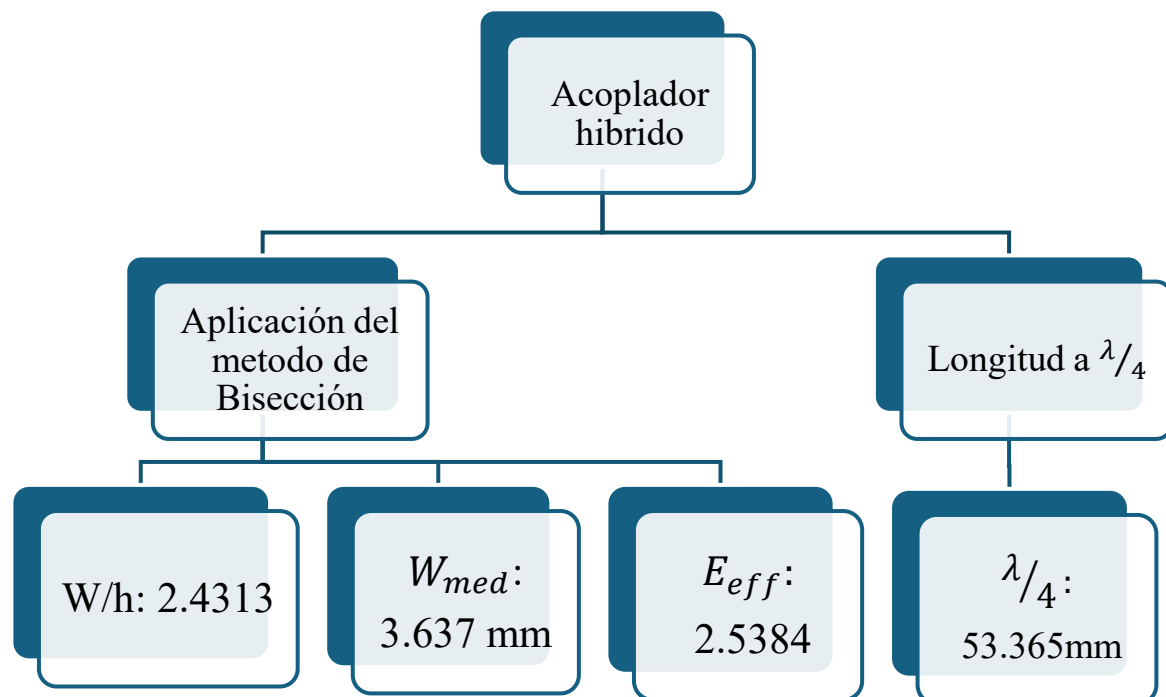 Acoplador
hibrido
Aplicación del
metodo de
Bisección
Longitud a λ/4
W/h: 2.4313
W_med:
3.637 mm
E_eff:
2.5384
λ/4:
53.365mm